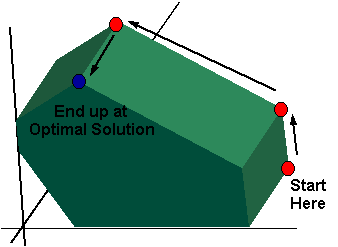 End up at
Optimal Solution
Start
Here